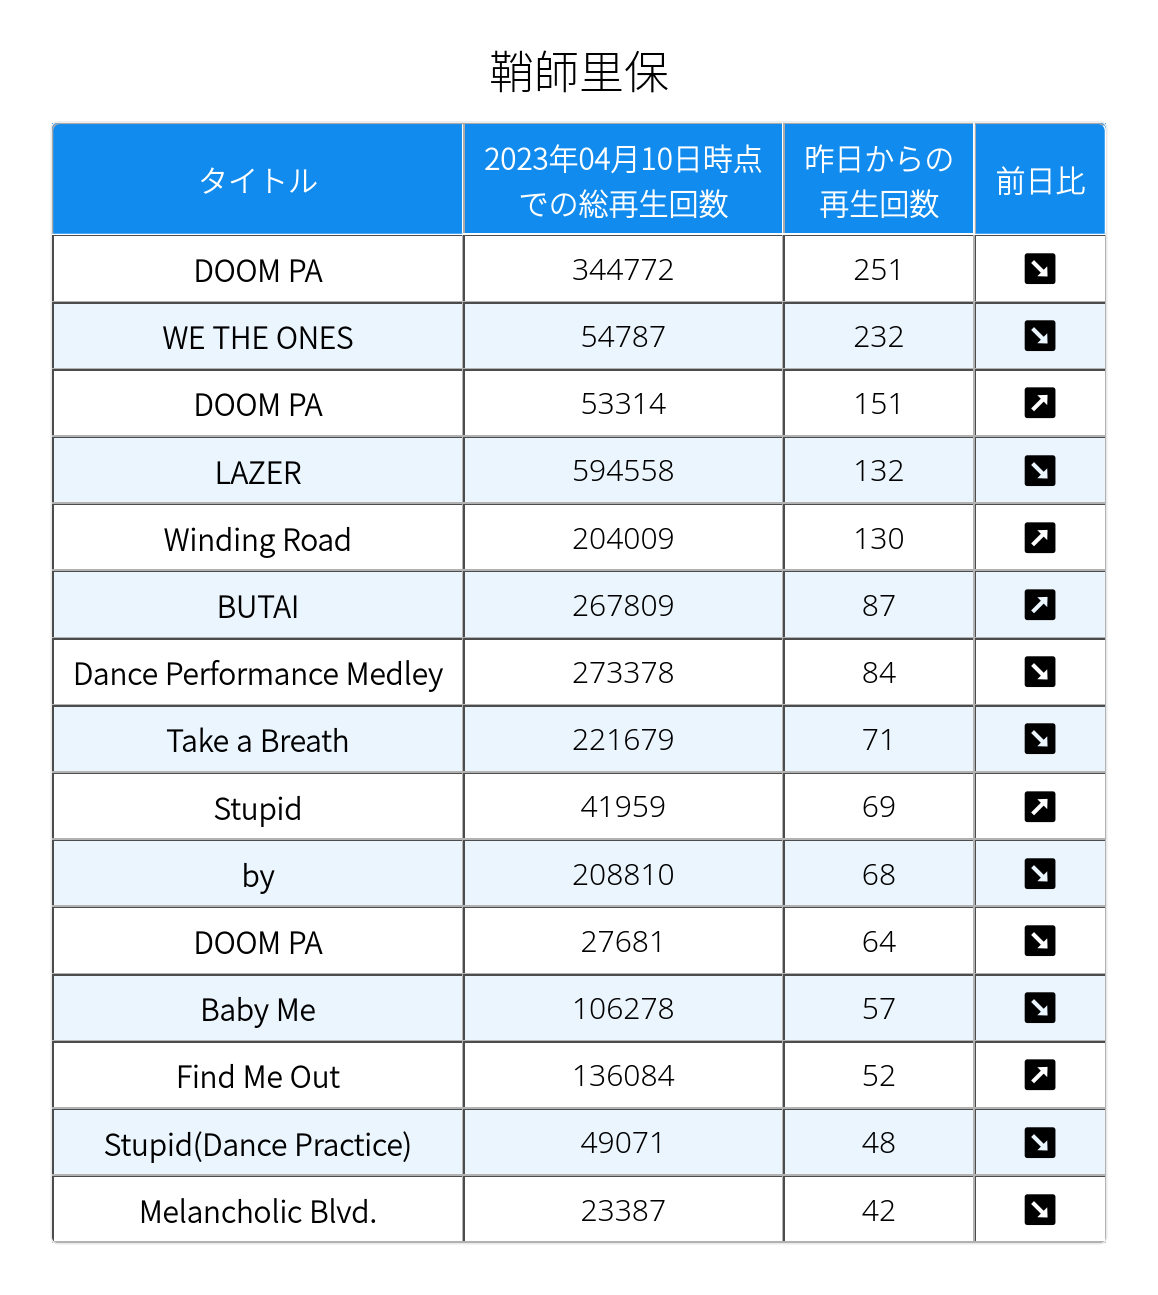 鞘師里保
タイトル
2023年04月10日時点
での総再生回数
昨日からの
再生回数
前日比
DOOM PA 344772 251 ↘
WE THE ONES 54787 232 ↘
DOOM PA 53314 151 ↗
LAZER 594558 132 ↘
Winding Road 204009 130 ↗
BUTAI 267809 87 ↗
Dance Performance Medley 273378 84 ↘
Take a Breath 221679 71 ↘
Stupid 41959 69 ↗
by 208810 68 ↘
DOOM PA 27681 64 ↘
Baby Me 106278 57 ↘
Find Me Out 136084 52 ↗
Stupid(Dance Practice) 49071 48 ↘
Melancholic Blvd. 23387 42 ↘